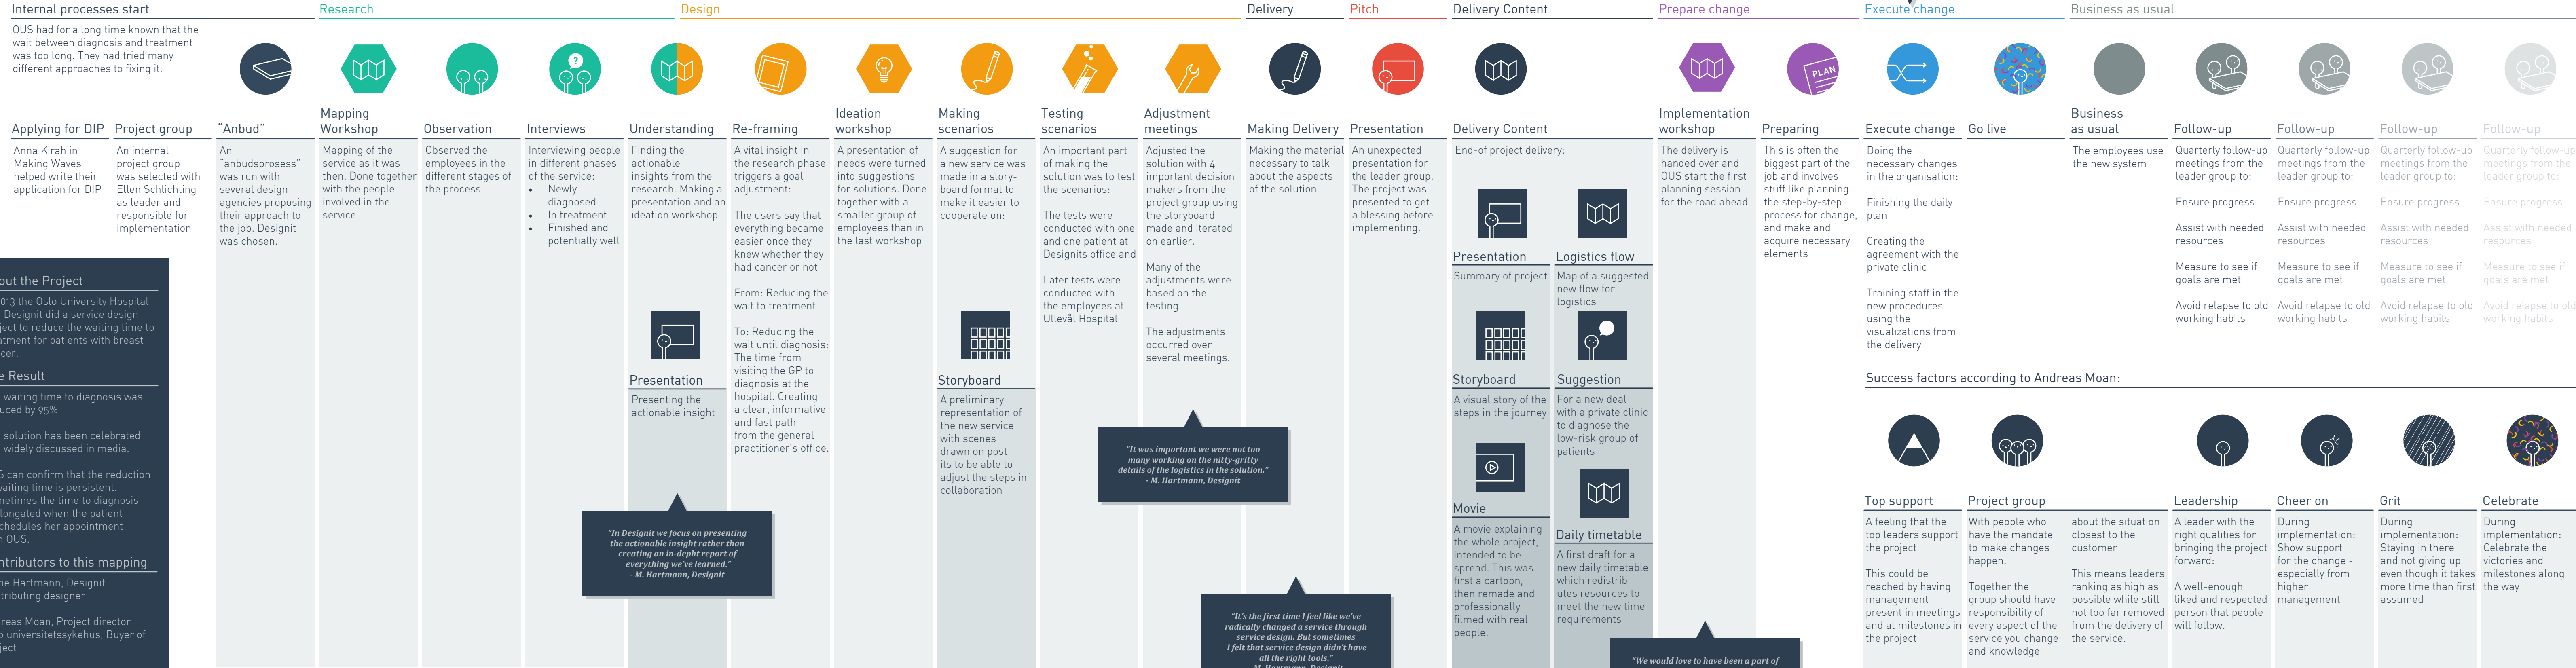 Internal processes start
Research
Design
Delivery
Pitch
Delivery Content
Prepare change
Execute change
Business as usual
OUS had for a long time known that the
wait between diagnosis and treatment
was too long. They had tried many
different approaches to fixing it.
?
PLAN
Applying for DIP
Anna Kirah in
Making Waves
helped write their
application for DIP
Project group
An internal
project group
was selected with
Ellen Schlichting
as leader and
responsible for
implementation
"Anbud"
An
"anbudsprosess"
was run with
several design
agencies proposing
their approach to
the job. Designit
was chosen.
Mapping
Workshop
Mapping of the
service as it was
then. Done together
with the people
involved in the
service
Observation
Observed the
employees in the
different stages of
the process
Interviews
Interviewing people
in different phases
of the service:
• Newly
diagnosed
• In treatment
• Finished and
potentially well
Understanding
Finding the
actionable
insights from the
research. Making a
presentation and an
ideation workshop
Presentation
Presenting the
actionable insight
"In Designit we focus on presenting
the actionable insight rather than
creating an in-depht report of
everything we've learned."
- M. Hartmann, Designit
Re-framing
A vital insight in
the research phase
triggers a goal
adjustment:
The users say that
everything became
easier once they
knew whether they
had cancer or not
From: Reducing the
wait to treatment
To: Reducing the
wait until diagnosis:
The time from
visiting the GP to
diagnosis at the
hospital. Creating
a clear, informative
and fast path
from the general
practitioner's office.
Ideation
workshop
A presentation of
needs were turned
into suggestions
for solutions. Done
together with a
smaller group of
employees than in
the last workshop
Making
scenarios
A suggestion for
a new service was
made in a story-
board format to
make it easier to
cooperate on:
Storyboard
A preliminary
representation of
the new service
with scenes
drawn on post-
its to be able to
adjust the steps in
collaboration
Testing
scenarios
An important part
of making the
solution was to test
the scenarios:
The tests were
conducted with one
and one patient at
Designits office and
Later tests were
conducted with
the employees at
Ullevål Hospital
Adjustment
meetings
Adjusted the
solution with 4
important decision
makers from the
project group using
the storyboard
made and iterated
on earlier.
Many of the
adjustments were
based on the
testing.
The adjustments
occurred over
several meetings.
"It was important we were not too
many working on the nitty-gritty
details of the logistics in the solution."
- M. Hartmann, Designit
Making Delivery
Making the material
necessary to talk
about the aspects
of the solution.
"It's the first time I feel like we've
radically changed a service through
service design. But sometimes
I felt that service design didn't have
all the right tools."
M. Hartmann, Designit
Presentation
An unexpected
presentation for
the leader group.
The project was
presented to get
a blessing before
implementing.
Delivery Content
End-of project delivery:
Presentation
Summary of project
Logistics flow
Map of a suggested
new flow for
logistics
Storyboard
A visual story of the
steps in the journey
Suggestion
For a new deal
with a private clinic
to diagnose the
low-risk group of
patients
Movie
A movie explaining
the whole project,
intended to be
spread. This was
first a cartoon,
then remade and
professionally
filmed with real
people.
Daily timetable
A first draft for a
new daily timetable
which redistrib-
utes resources to
meet the new time
requirements
Implementation
workshop
The delivery is
handed over and
OUS start the first
planning session
for the road ahead
"We would love to have been a part of
Preparing
This is often the
biggest part of the
job and involves
stuff like planning
the step-by-step
process for change,
and make and
acquire necessary
elements
Execute change
Doing the
necessary changes
in the organisation:
Finishing the daily
plan
Creating the
agreement with the
private clinic
Training staff in the
new procedures
using the
visualizations from
the delivery
Go live
Business
as usual
The employees use
the new system
Follow-up
Quarterly follow-up
meetings from the
leader group to:
Ensure progress
Assist with needed
resources
Measure to see if
goals are met
Avoid relapse to old
working habits
Follow-up
Quarterly follow-up
meetings from the
leader group to:
Ensure progress
Assist with needed
resources
Measure to see if
goals are met
Avoid relapse to old
working habits
Follow-up
Quarterly follow-up
meetings from the
leader group to:
Ensure progress
Assist with needed
resources
Measure to see if
goals are met
Avoid relapse to old
working habits
Follow-up
Quarterly follow-up
meetings from the
leader group to:
Ensure progress
Assist with needed
resources
Measure to see if
goals are met
Avoid relapse to old
working habits
Success factors according to Andreas Moan:
Top support
A feeling that the
top leaders support
the project
This could be
reached by having
management
present in meetings
and at milestones in
the project
Project group
With people who
have the mandate
to make changes
happen.
Together the
group should have
responsibility of
every aspect of the
service you change
and knowledge
about the situation
closest to the
customer
This means leaders
ranking as high as
possible while still
not too far removed
from the delivery of
the service.
Leadership
A leader with the
right qualities for
bringing the project
forward:
A well-enough
liked and respected
person that people
will follow.
Cheer on
During
implementation:
Show support
for the change -
especially from
higher
management
Grit
During
implementation:
Staying in there
and not giving up
even though it takes
more time than first
assumed
Celebrate
During
implementation:
Celebrate the
victories and
milestones along
the way
out the Project
013 the Oslo University Hospital
Designit did a service design
ject to reduce the waiting time to
atment for patients with breast
cer.
e Result
waiting time to diagnosis was
uced by 95%
solution has been celebrated
widely discussed in media.
S can confirm that the reduction
waiting time is persistent.
metimes the time to diagnosis
longated when the patient
schedules her appointment
n OUS.
ntributors to this mapping
rie Hartmann, Designit
tributing designer
reas Moan, Project director
o universitetssykehus, Buyer of
ject